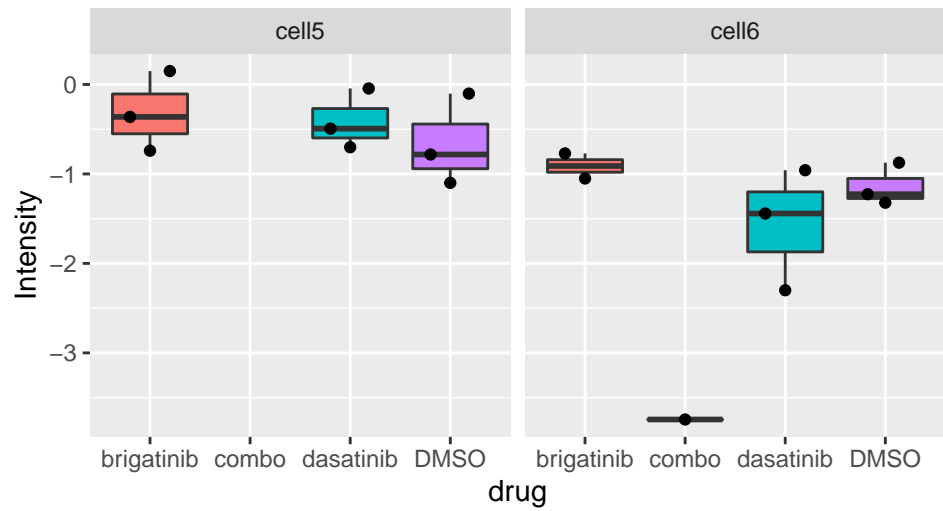 cell5 cell6
Intensity
0
−1
−2
−3
brigatinib combo dasatinib DMSO brigatinib combo dasatinib DMSO
drug